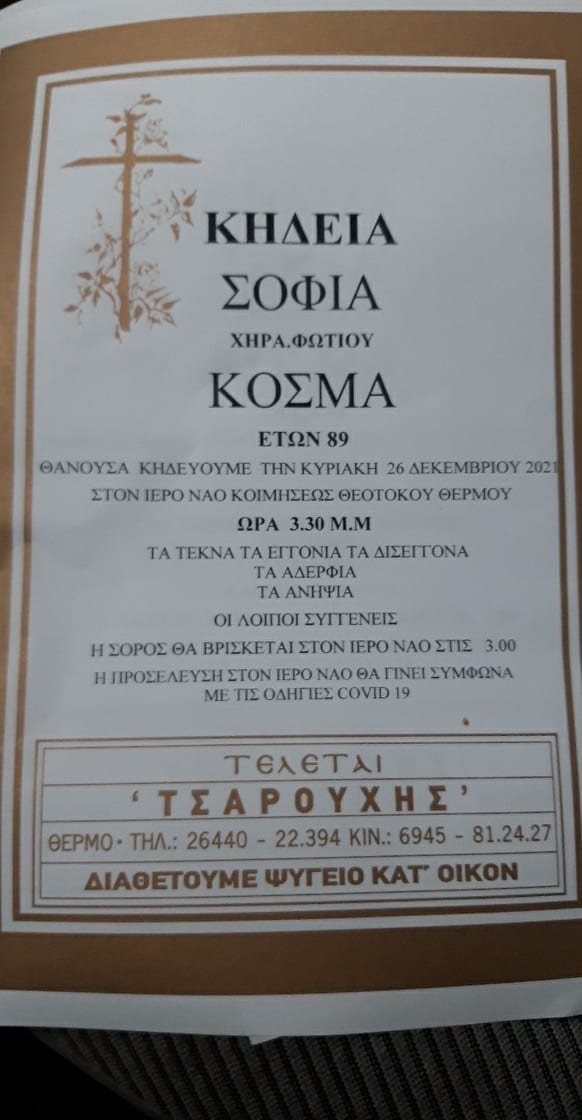 ΚΗΔΕΙΑ
ΣΟΦΙΑ
ΧΗΡΑ.ΦΩΤΙΟΥ
ΚΟΣΜΑ
ΕΤΩΝ 89
ΘΑΝΟΥΣΑ ΚΗΔΕΥΟΥΜΕ ΤΗΝ ΚΥΡΙΑΚΗ 26 ΔΕΚΕΜΒΡΙΟΥ 2021
ΣΤΟΝ ΙΕΡΟ ΝΑΟ ΚΟΙΜΗΣΕΩΣ ΘΕΟΤΟΚΟΥ ΘΕΡΜΟΥ
ΩΡΑ 3.30 Μ.Μ
ΤΑ ΤΕΚΝΑ ΤΑ ΕΓΓΟΝΙΑ ΤΑ ΔΙΣΕΓΓΟΝΑ
ΤΑ ΑΔΕΡΦΙΑ
ΤΑ ΑΝΗΨΙΑ
ΟΙ ΛΟΙΠΟΙ ΣΥΓΓΕΝΕΙΣ
Η ΣΟΡΟΣ ΘΑ ΒΡΙΣΚΕΤΑΙ ΣΤΟΝ ΙΕΡΟ ΝΑΟ ΣΤΙΣ 3.00
Η ΠΡΟΣΕΛΕΥΣΗ ΣΤΟΝ ΙΕΡΟ ΝΑΟ ΘΑ ΓΙΝΕΙ ΣΥΜΦΩΝΑ
ΜΕ ΤΙΣ ΟΔΗΓΙΕΣ COVID 19
ΤΕΛΕΤΑΙ
‘ΤΣΑΡΟΥΧΗΣ’
ΘΕΡΜΟ · ΤΗΛ.: 26440 - 22.394 ΚΙΝ.: 6945 - 81.24.27
ΔΙΑΘΕΤΟΥΜΕ ΨΥΓΕΙΟ ΚΑΤ’ ΟΙΚΟΝ